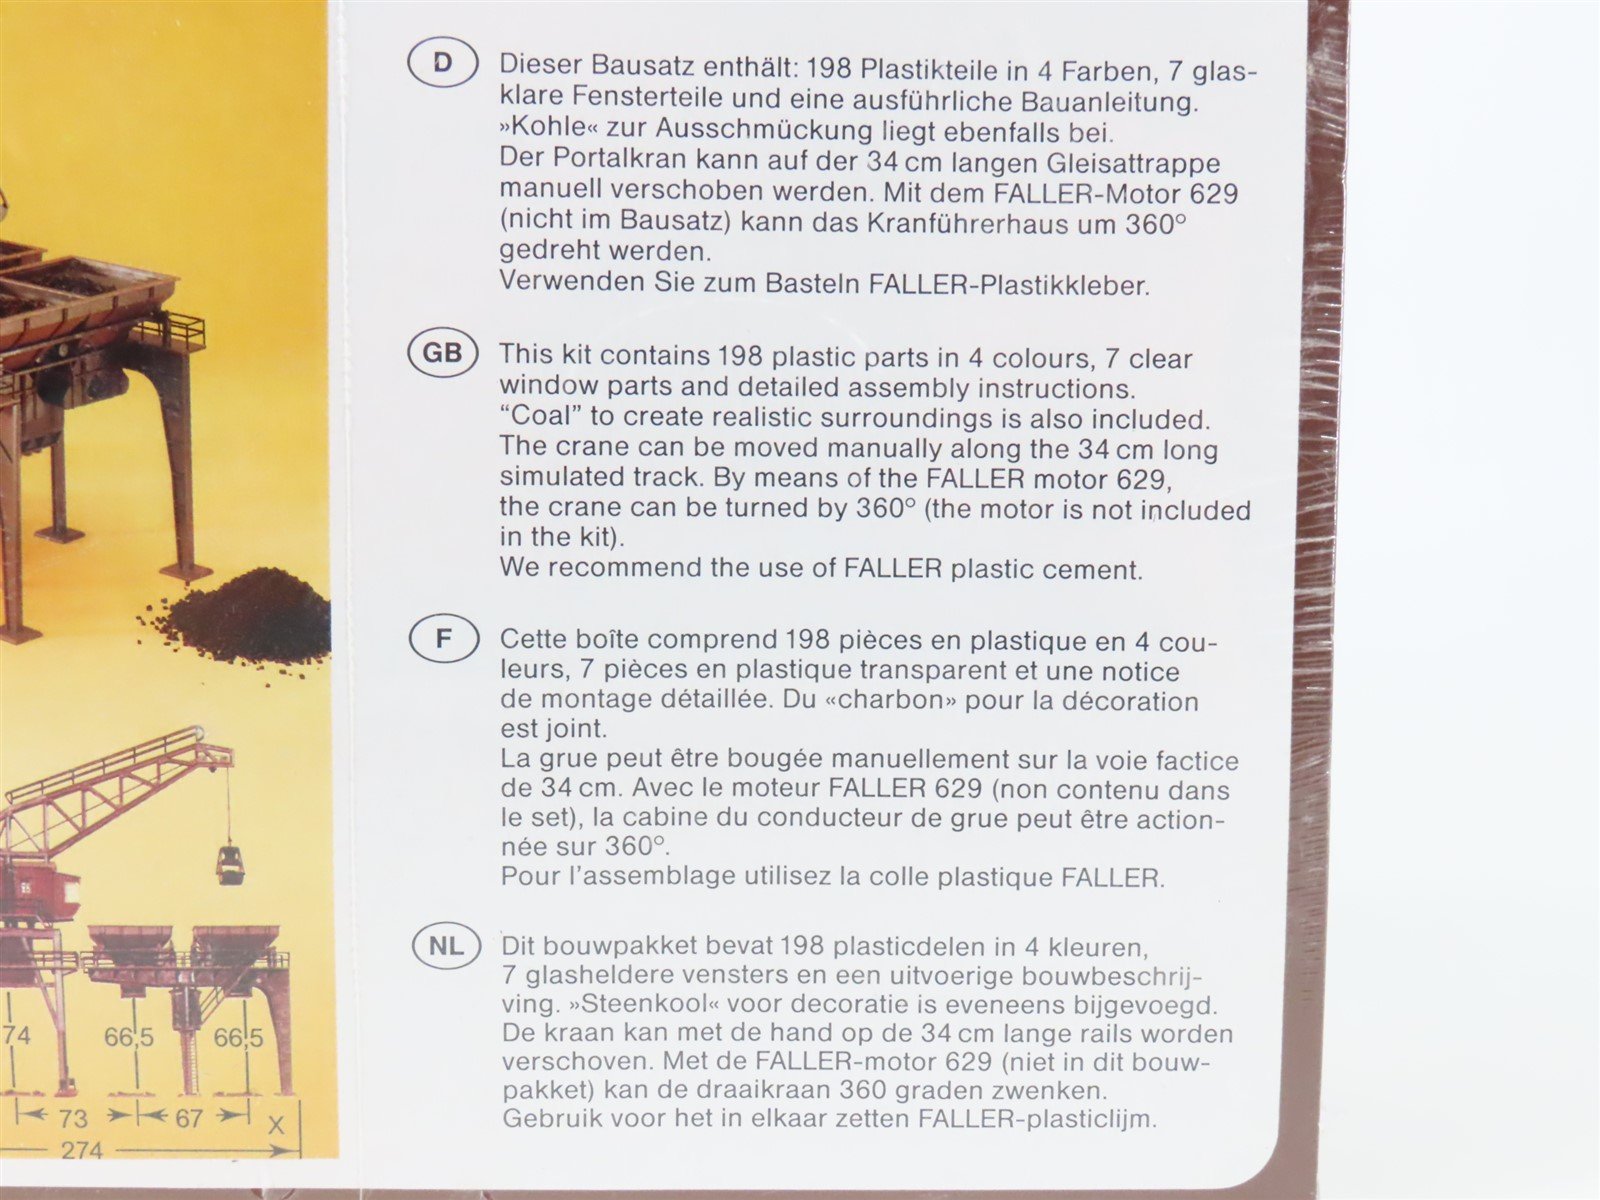 D
Dieser Bausatz enthält: 198 Plastikteile in 4 Farben, 7 glas-
klare Fensterteile und eine ausführliche Bauanleitung.
»Kohle« zur Ausschmückung liegt ebenfalls bei.
Der Portalkran kann auf der 34 cm langen Gleisattrappe
manuell verschoben werden. Mit dem FALLER-Motor 629
(nicht im Bausatz) kann das Kranführerhaus um 360°
gedreht werden.
Verwenden Sie zum Basteln FALLER-Plastikkleber.
GB
This kit contains 198 plastic parts in 4 colours, 7 clear
window parts and detailed assembly instructions.
“Coal” to create realistic surroundings is also included.
The crane can be moved manually along the 34 cm long
simulated track. By means of the FALLER motor 629,
the crane can be turned by 360° (the motor is not included
in the kit).
We recommend the use of FALLER plastic cement.
F
Cette boîte comprend 198 pièces en plastique en 4 cou-
leurs, 7 pièces en plastique transparent et une notice
de montage détaillée. Du «charbon» pour la décoration
est joint.
La grue peut être bougée manuellement sur la voie factice
de 34 cm. Avec le moteur FALLER 629 (non contenu dans
le set), la cabine du conducteur de grue peut être action-
née sur 360°.
Pour l’assemblage utilisez la colle plastique FALLER.
NL
Dit bouwpakket bevat 198 plasticdelen in 4 kleuren,
7 glasheldere vensters en een uitvoerige bouwbeschrij-
ving. »Steenkool« voor decoratie is eveneens bijgevoegd.
De kraan kan met de hand op de 34 cm lange rails worden
verschoven. Met de FALLER-motor 629 (niet in dit bouw-
pakket) kan de draaikraan 360 graden zwenken.
Gebruik voor het in elkaar zetten FALLER-plasticlijm.
74 66,5 66,5
73 67 X
274